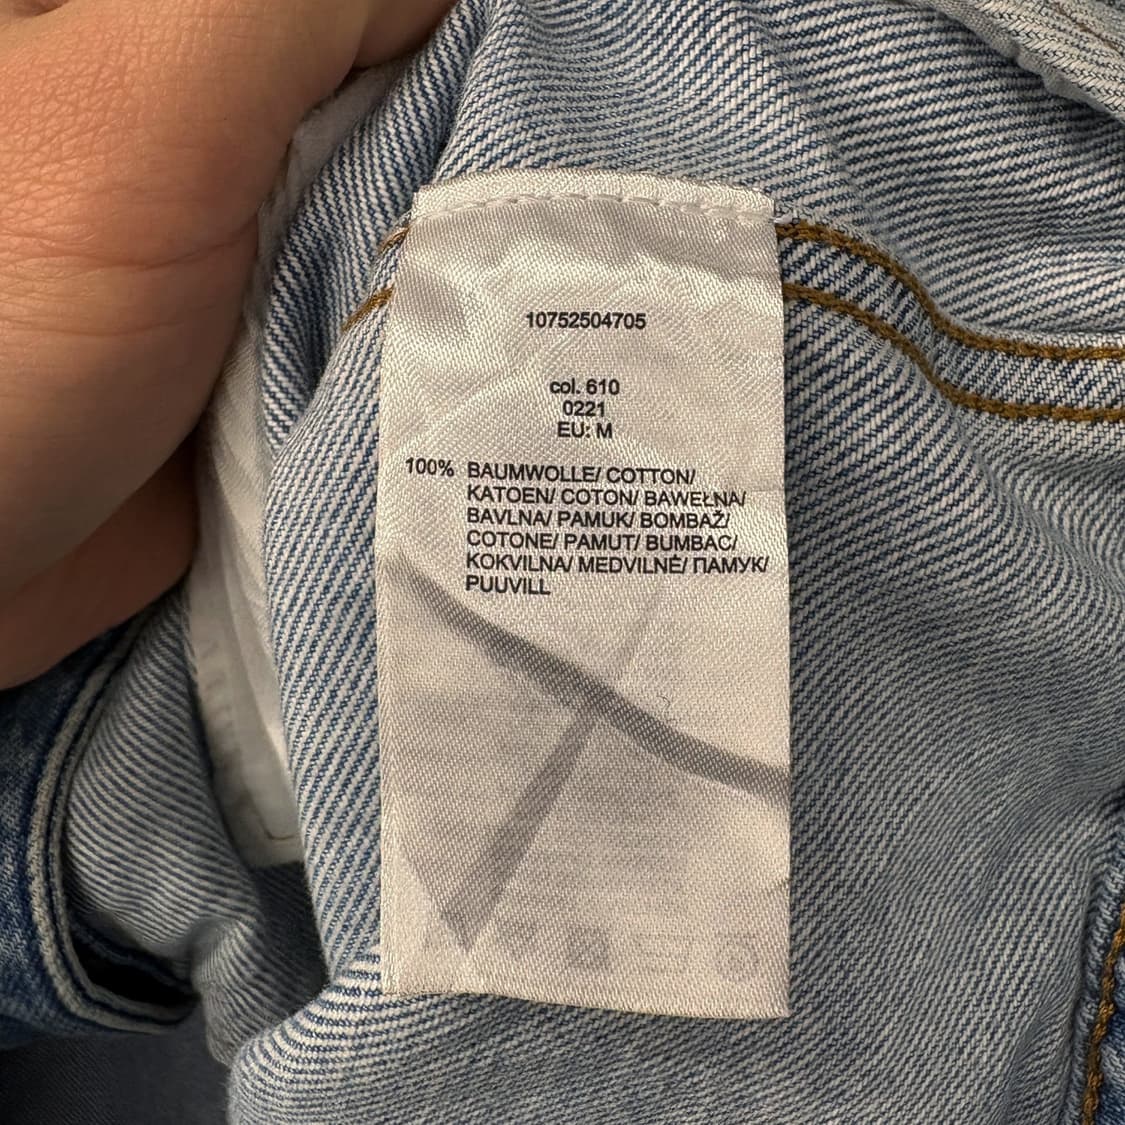 10752504705
col. 610
0221
EU: M
100% BAUMWOLLE/ COTTON/
KATOEN/ COTON/ BAWEŁNA/
BAVLNA/ PAMUK/ BOMBAŽ/
COTONE/ PAMUT/ BUMBAC/
KOKVILNA/ MEDVILNĖ/ ПАМУК/
PUUVILL